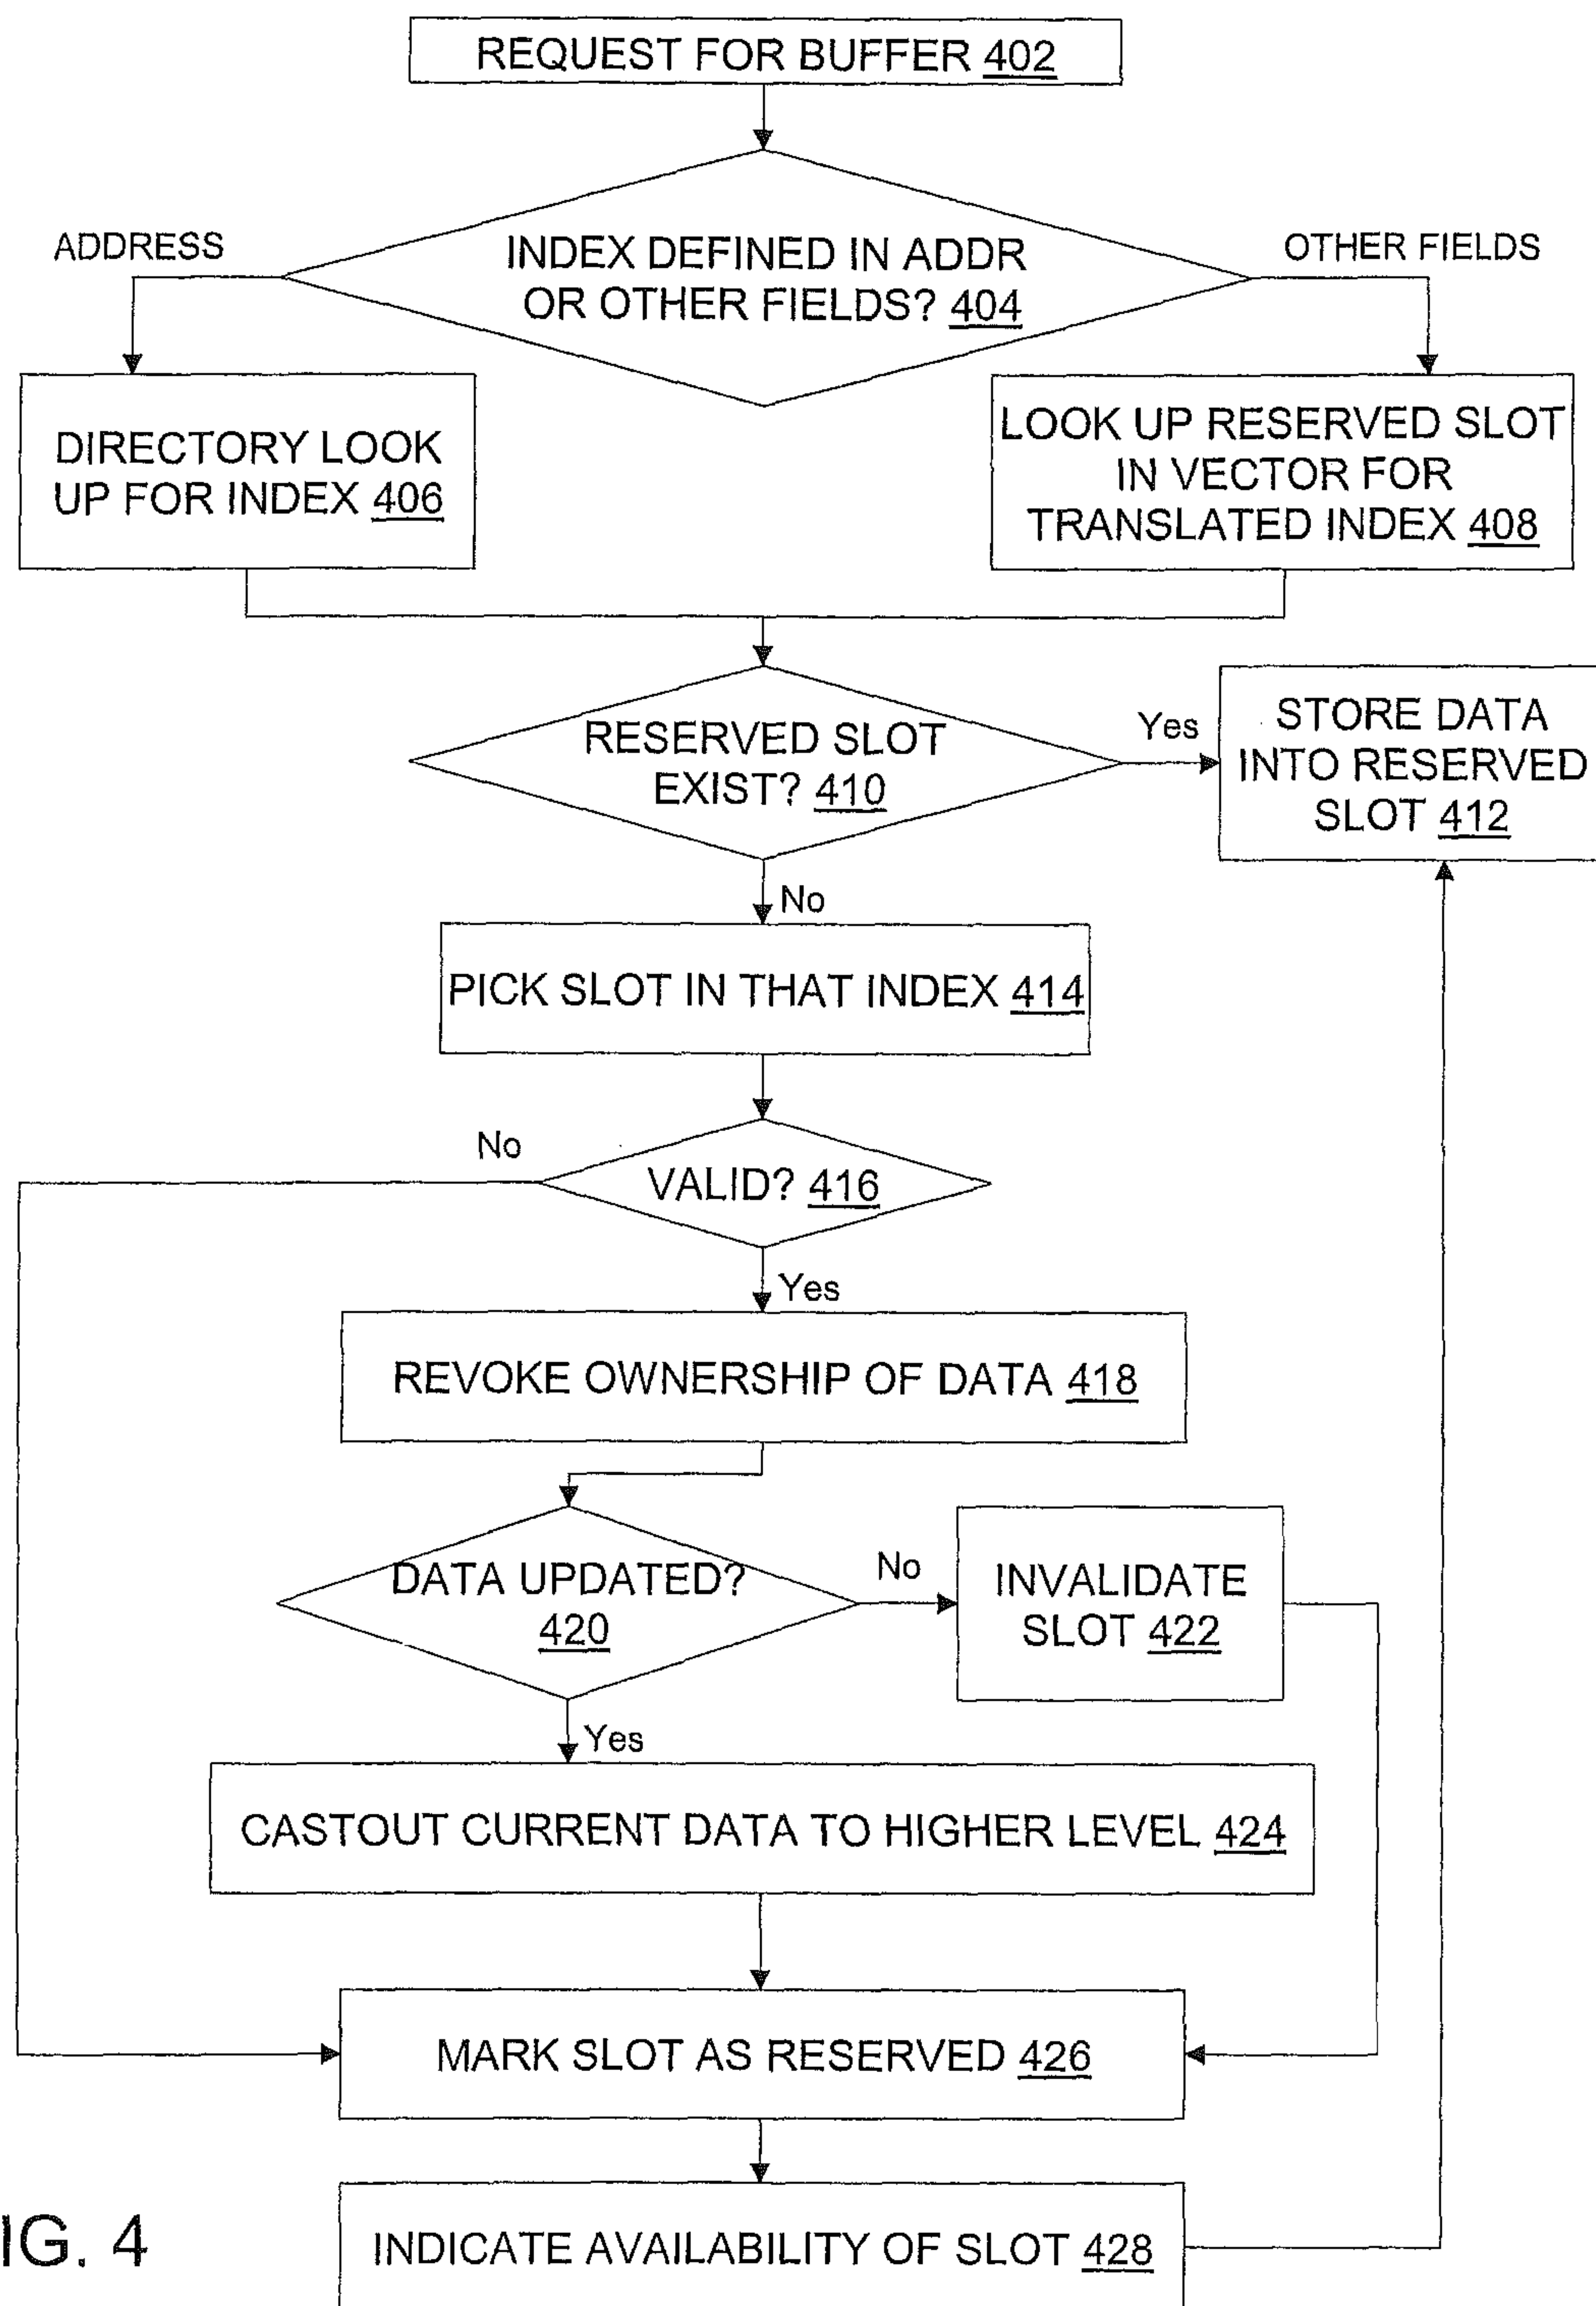 REQUEST FOR BUFFER 402
INDEX DEFINED IN ADDR
OR OTHER FIELDS? 404
ADDRESS
OTHER FIELDS
DIRECTORY LOOK
UP FOR INDEX 406
LOOK UP RESERVED SLOT
IN VECTOR FOR
TRANSLATED INDEX 408
RESERVED SLOT
EXIST? 410
Yes
STORE DATA
INTO RESERVED
SLOT 412
No
PICK SLOT IN THAT INDEX 414
No
VALID? 416
Yes
REVOKE OWNERSHIP OF DATA 418
DATA UPDATED?
420
No
INVALIDATE
SLOT 422
Yes
CASTOUT CURRENT DATA TO HIGHER LEVEL 424
MARK SLOT AS RESERVED 426
INDICATE AVAILABILITY OF SLOT 428
IG. 4